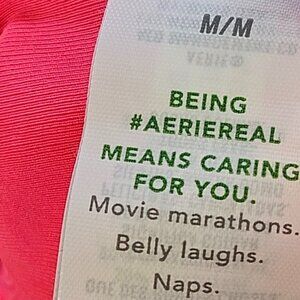 M/M
BEING
#AERIEREAL
MEANS CARING
FOR YOU.
Movie marathons.
Belly laughs.
Naps.